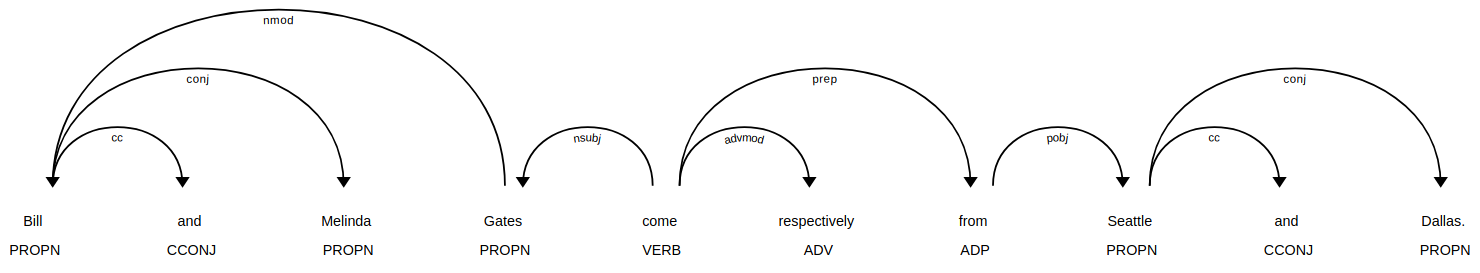 nmod
conj prep conj
cc nsubj advmod pobj cc
Bill and Melinda Gates come respectively from Seattle and Dallas.
PROPN CCONJ PROPN PROPN VERB ADV ADP PROPN CCONJ PROPN